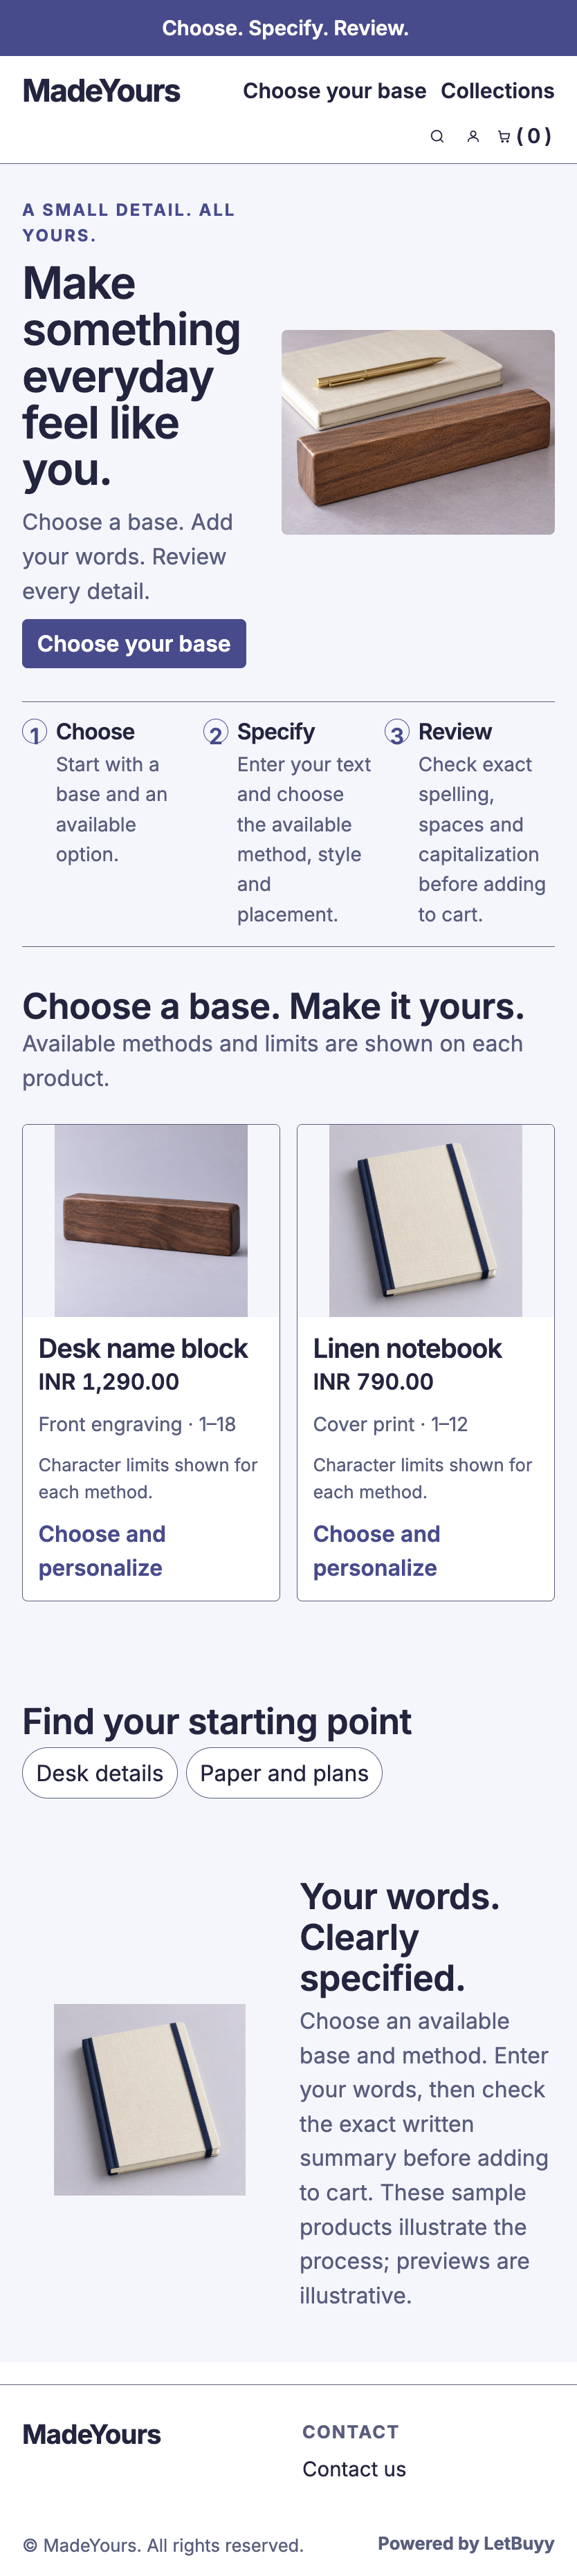 Choose. Specify. Review.
MadeYours
Choose your base
Collections
(0)
A SMALL DETAIL. ALL
YOURS.
Make
something
everyday
feel like
you.
Choose a base. Add
your words. Review
every detail.
Choose your base
1
Choose
Start with a
base and an
available
option.
2
Specify
Enter your text
and choose
the available
method, style
and
placement.
3
Review
Check exact
spelling,
spaces and
capitalization
before adding
to cart.
Choose a base. Make it yours.
Available methods and limits are shown on each
product.
Desk name block
INR 1,290.00
Front engraving · 1–18
Character limits shown for
each method.
Choose and
personalize
Linen notebook
INR 790.00
Cover print · 1–12
Character limits shown for
each method.
Choose and
personalize
Find your starting point
Desk details
Paper and plans
Your words.
Clearly
specified.
Choose an available
base and method. Enter
your words, then check
the exact written
summary before adding
to cart. These sample
products illustrate the
process; previews are
illustrative.
MadeYours
CONTACT
Contact us
© MadeYours. All rights reserved.
Powered by LetBuyy